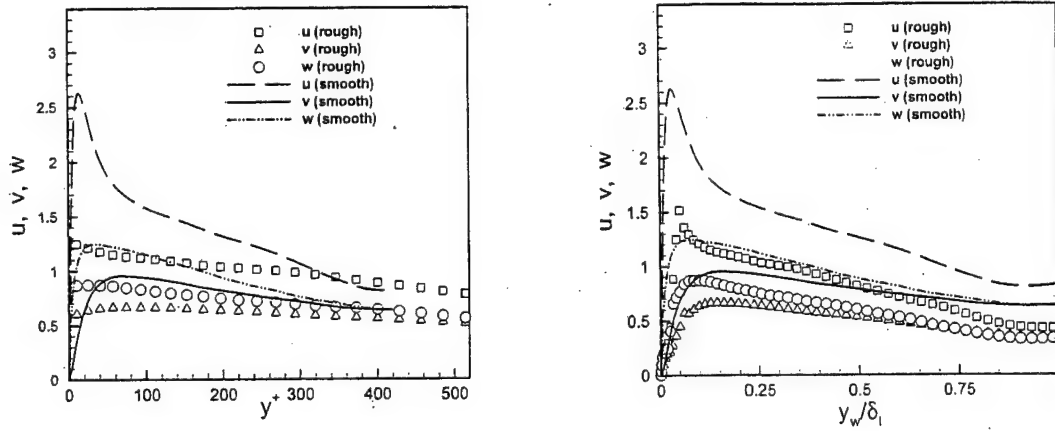 u, v, w
3
2.5
2
1.5
1
0.5
0
u (rough)
v (rough)
w (rough)
u (smooth)
v (smooth)
w (smooth)
0 100 200 300 400 500
y+
u, v, w
3
2.5
2
1.5
1
0.5
0
u (rough)
v (rough)
w (rough)
u (smooth)
v (smooth)
w (smooth)
0 0.25 0.5 0.75
yw/δl